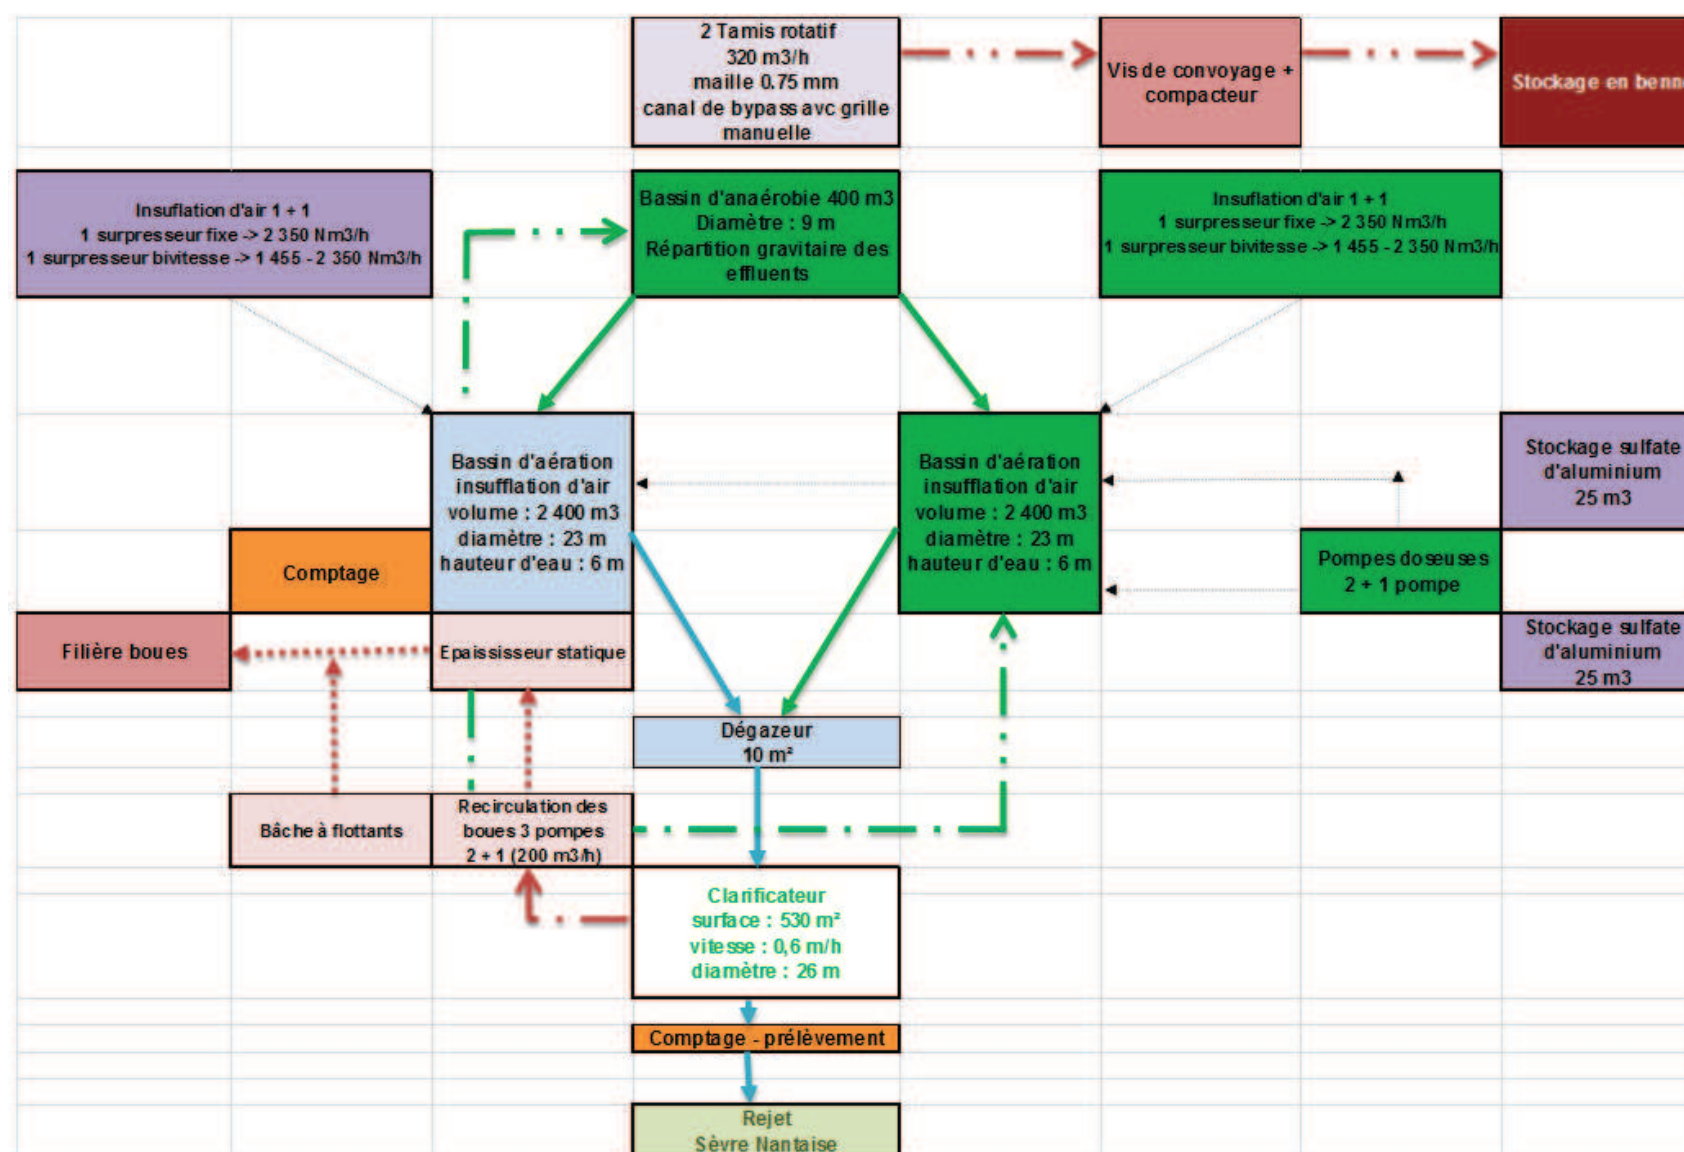 2 Tamis rotatif
320 m3/h
maille 0.75 mm
canal de bypass avc grille
manuelle
Vis de convoyage +
compacteur
Stockage en benn
Insuflation d'air 1 + 1
1 surpresseur fixe -> 2 350 Nm3/h
1 surpresseur bivitesse -> 1 455 - 2 350 Nm3/h
Bassin d'anaérobie 400 m3
Diamètre : 9 m
Répartition gravitaire des
effluents
Insuflation d'air 1 + 1
1 surpresseur fixe -> 2 350 Nm3/h
1 surpresseur bivitesse -> 1 455 - 2 350 Nm3/h
Bassin d'aération
insufflation d'air
volume : 2 400 m3
diamètre : 23 m
hauteur d'eau : 6 m
Bassin d'aération
insufflation d'air
volume : 2 400 m3
diamètre : 23 m
hauteur d'eau : 6 m
Stockage sulfate
d'aluminium
25 m3
Comptage
Pompes doseuses
2 + 1 pompe
Filière boues
Epaississeur statique
Stockage sulfate
d'aluminium
25 m3
Dégazeur
10 m²
Bâche à flottants
Recirculation des
boues 3 pompes
2 + 1 (200 m3/h)
Clarificateur
surface : 530 m²
vitesse : 0,6 m/h
diamètre : 26 m
Comptage - prélèvement
Rejet
Sèvre Nantaise